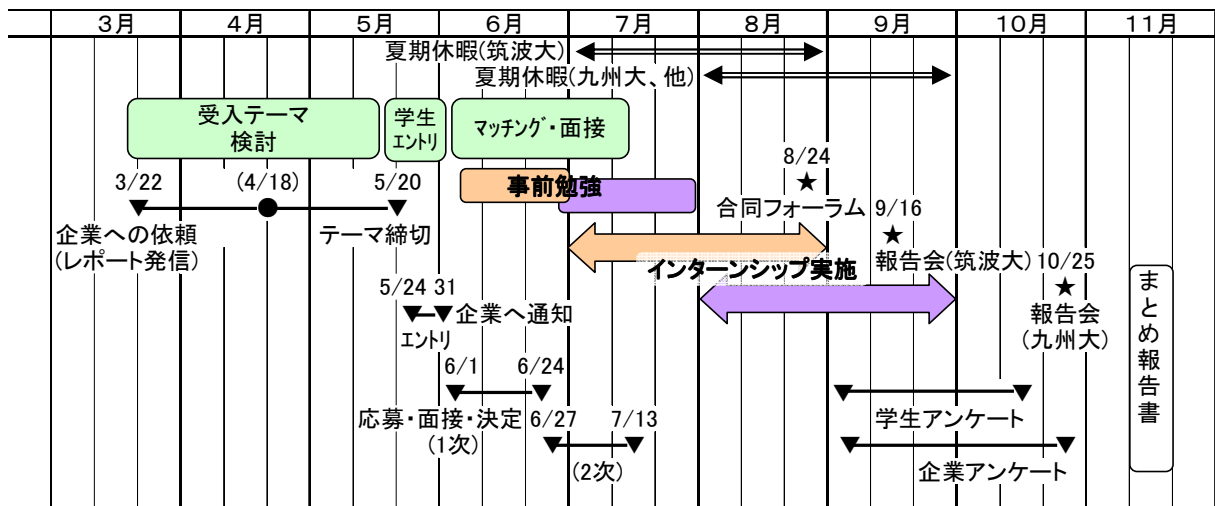 3月 4月 5月 6月 7月 8月 9月 10月 11月
夏期休暇(筑波大)
夏期休暇(九州大、他)
受入テーマ
検討
学生
エントリ
マッチング・面接
事前勉強
3/22 (4/18) 5/20
8/24
★
合同フォーラム
9/16
★
企業への依頼
(レポート発信)
テーマ締切
インターンシップ実施
報告会(筑波大)
10/25
★
報告会
(九州大)
5/24 31
企業へ通知
エントリ
6/1 6/24
応募・面接・決定
(1次)
6/27 7/13
(2次)
学生アンケート
企業アンケート
まとめ報告書